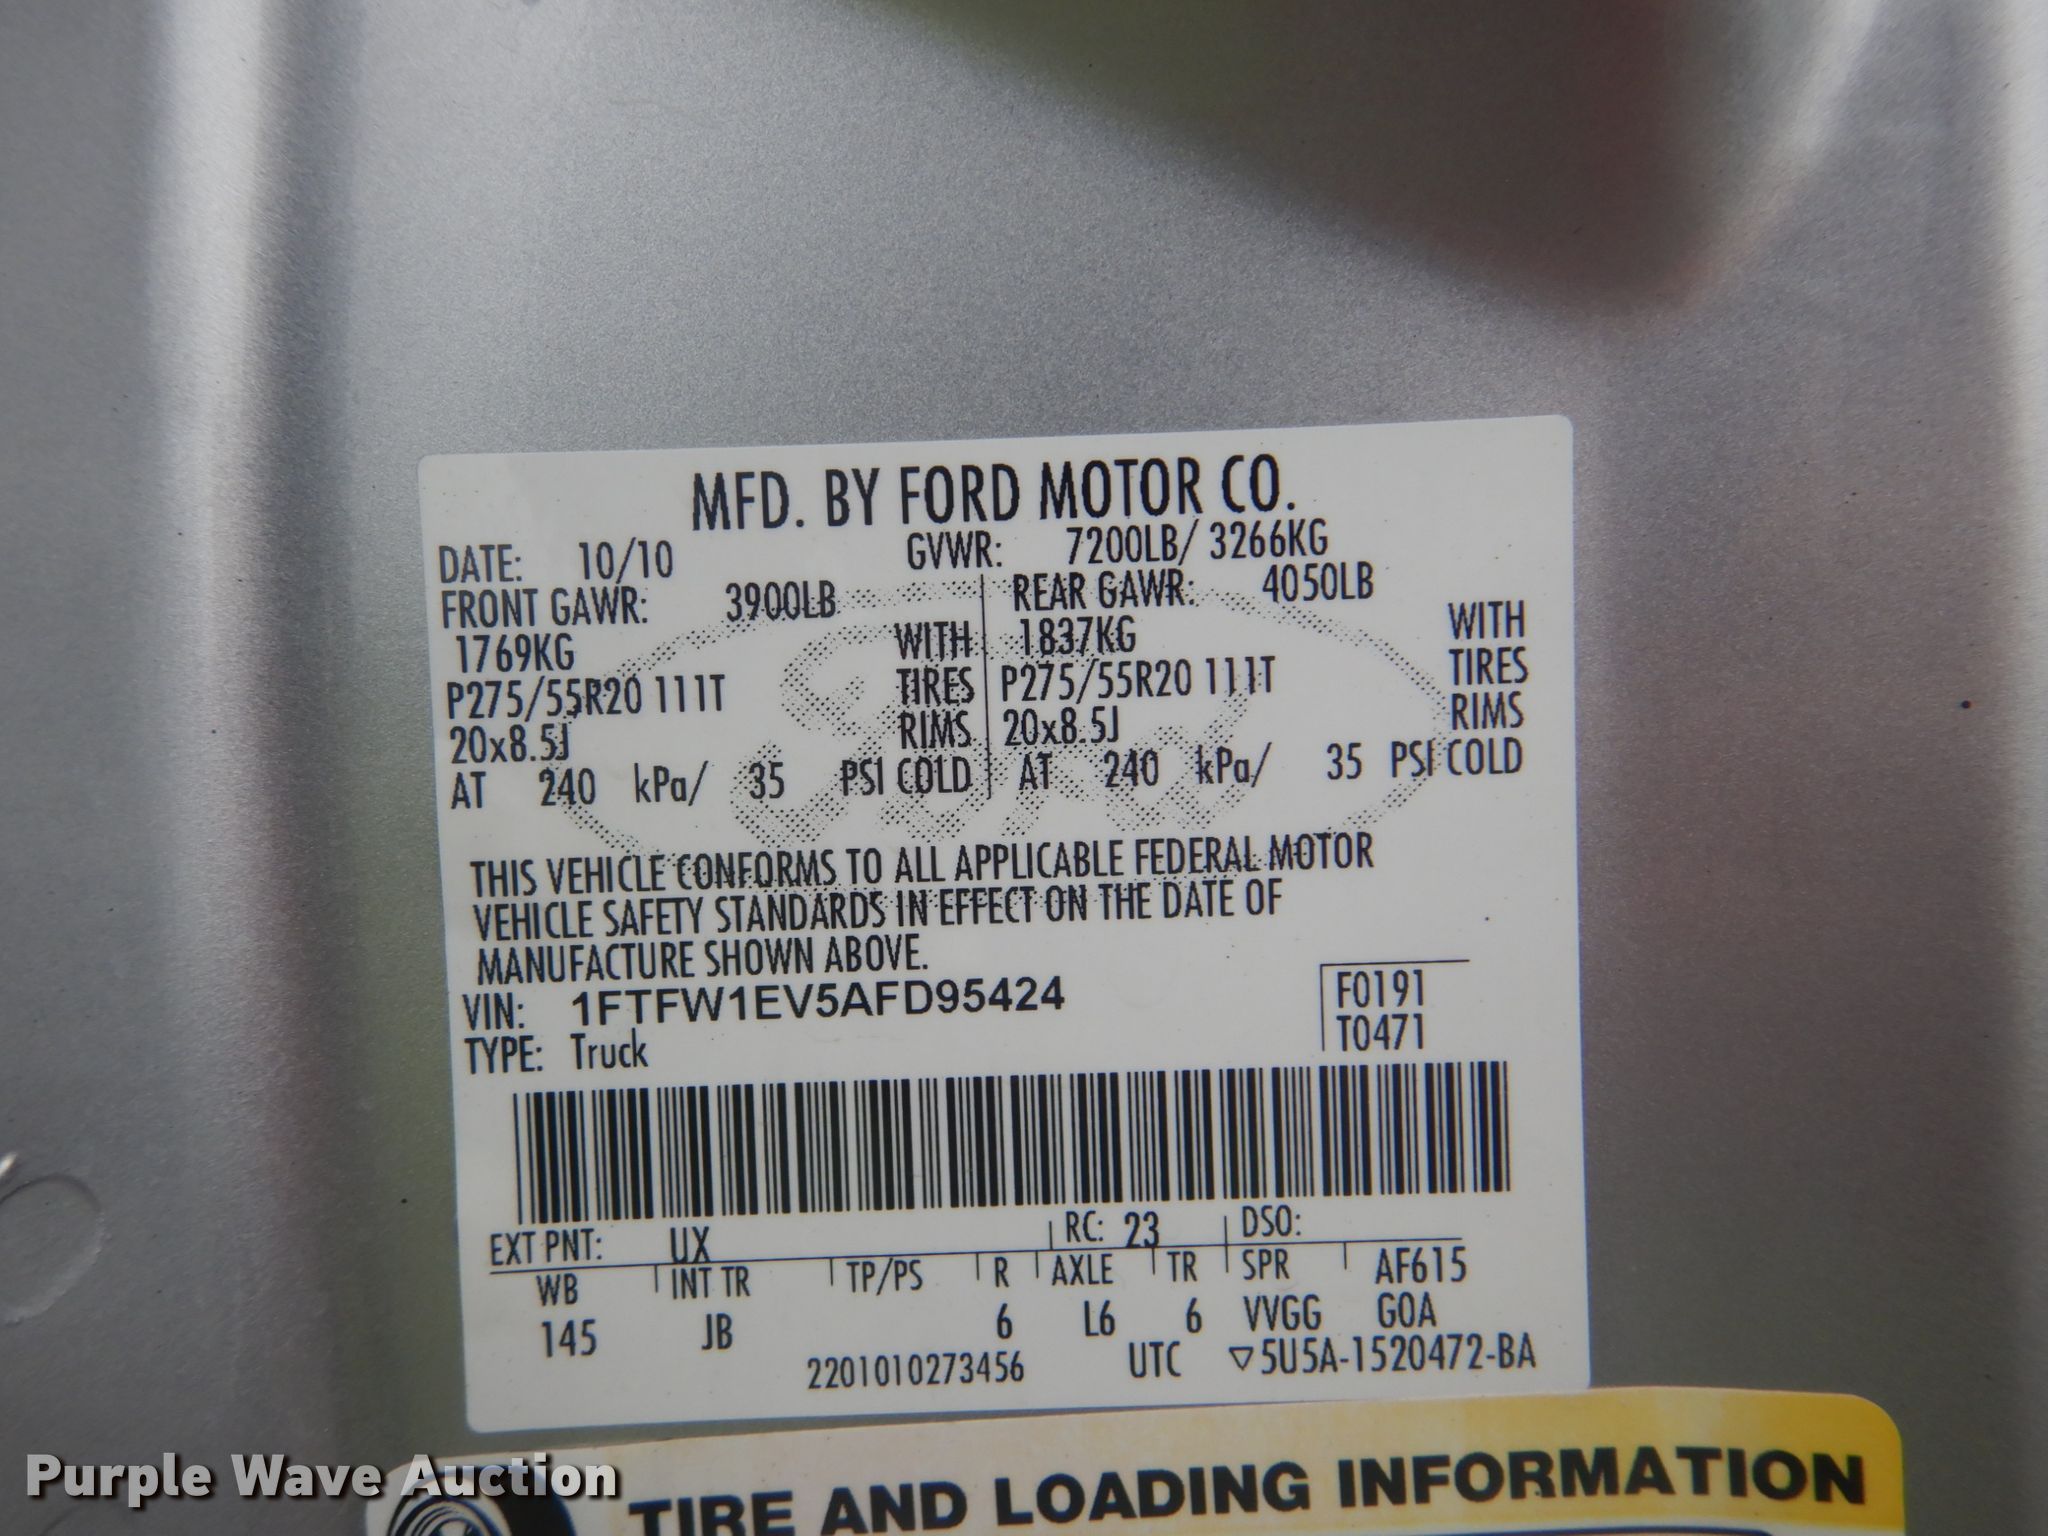 MFD. BY FORD MOTOR CO.
DATE: 10/10 GVWR: 7200LB/ 3266KG
FRONT GAWR: 3900LB REAR GAWR: 4050LB
1769KG WITH 1837KG WITH
P275/55R20 111T TIRES P275/55R20 111T TIRES
20x8.5J RIMS 20x8.5J RIMS
AT 240 kPa/ 35 PSI COLD AT 240 kPa/ 35 PSI COLD
THIS VEHICLE CONFORMS TO ALL APPLICABLE FEDERAL MOTOR
VEHICLE SAFETY STANDARDS IN EFFECT ON THE DATE OF
MANUFACTURE SHOWN ABOVE.
VIN: 1FTFW1EV5AFD95424 F0191
TYPE: Truck T0471
EXT PNT: UX RC: 23 DSO:
WB INT TR TP/PS R AXLE TR SPR AF615
145 JB 6 L6 6 VVGG GOA
2201010273456 UTC ▽5U5A-1520472-BA
TIRE AND LOADING INFORMATION
Purple Wave Auction